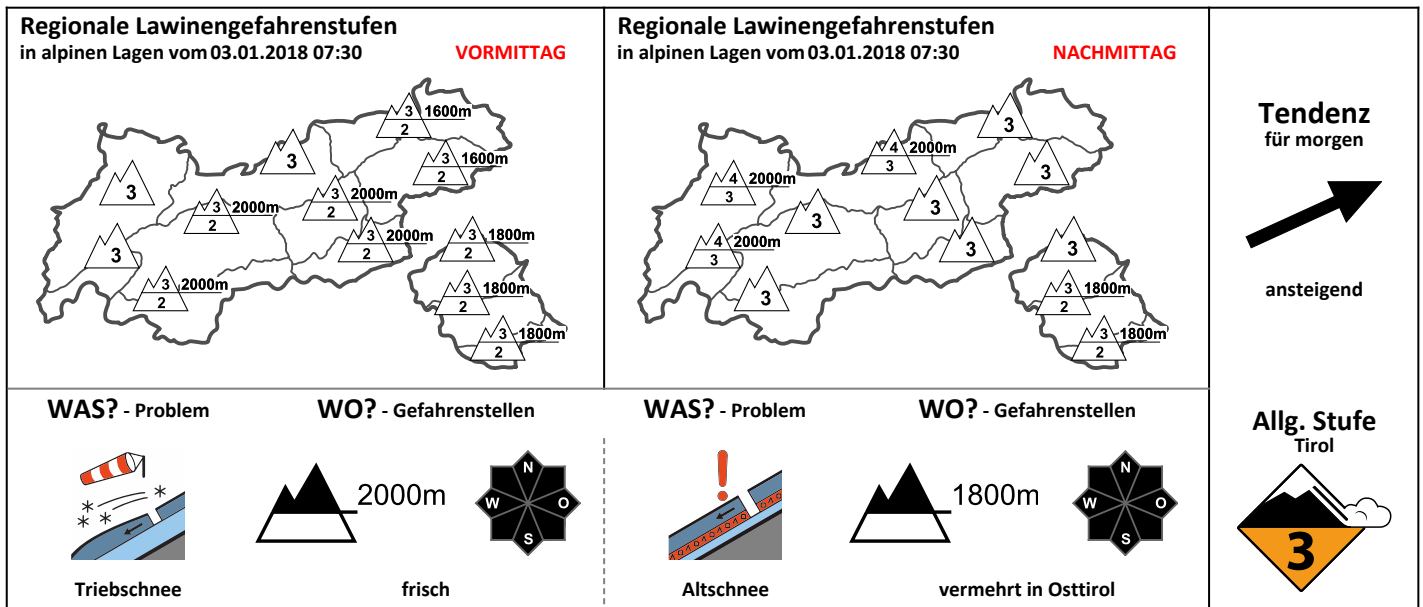 Regionale Lawinengefahrenstufen
in alpinen Lagen vom 03.01.2018 07:30 VORMITTAG
3 1600m
2
3
3 1600m
2
3
3 2000m
2
3 2000m
2
3
3 2000m
2
3 1800m
2
3 2000m
2
3 1800m
2
3 1800m
2
Regionale Lawinengefahrenstufen
in alpinen Lagen vom 03.01.2018 07:30 NACHMITTAG
3
4 2000m
3
3
4 2000m
3
3
3
4 2000m
3
3
3
3
3 1800m
2
3 1800m
2
Tendenz
für morgen
ansteigend
WAS? - Problem
WO? - Gefahrenstellen
2000m
N
W O
S
Triebschnee
frisch
WAS? - Problem
WO? - Gefahrenstellen
1800m
N
W O
S
Altschnee
vermehrt in Osttirol
Allg. Stufe
Tirol
3